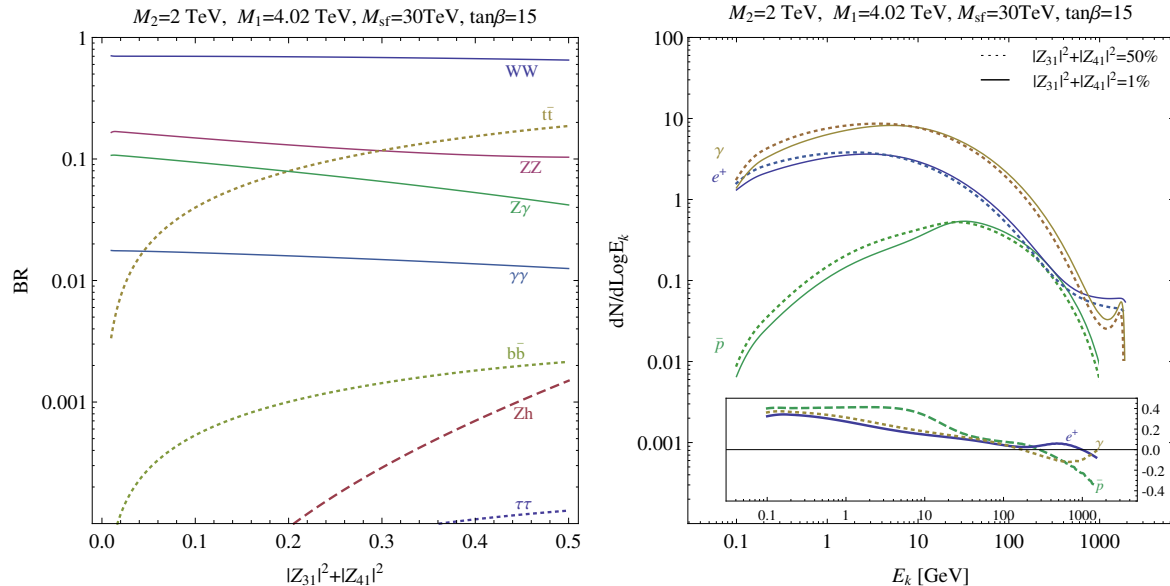 M₂=2 TeV, M₁=4.02 TeV, M_sf=30TeV, tanβ=15
1
0.1
0.01
0.001
BR
WW
tt̄
ZZ
Zγ
γγ
bb̄
Zh
ττ
0.0 0.1 0.2 0.3 0.4 0.5
|Z₃₁|²+|Z₄₁|²
M₂=2 TeV, M₁=4.02 TeV, M_sf=30TeV, tanβ=15
100
10
1
0.1
0.01
0.001
dN/dLogE_k
|Z₃₁|²+|Z₄₁|²=50%
|Z₃₁|²+|Z₄₁|²=1%
γ
e⁺
p̄
e⁺
γ
p̄
0.4
0.2
0.0
-0.2
-0.4
0.1 1 10 100 1000
0.1 1 10 100 1000
E_k [GeV]